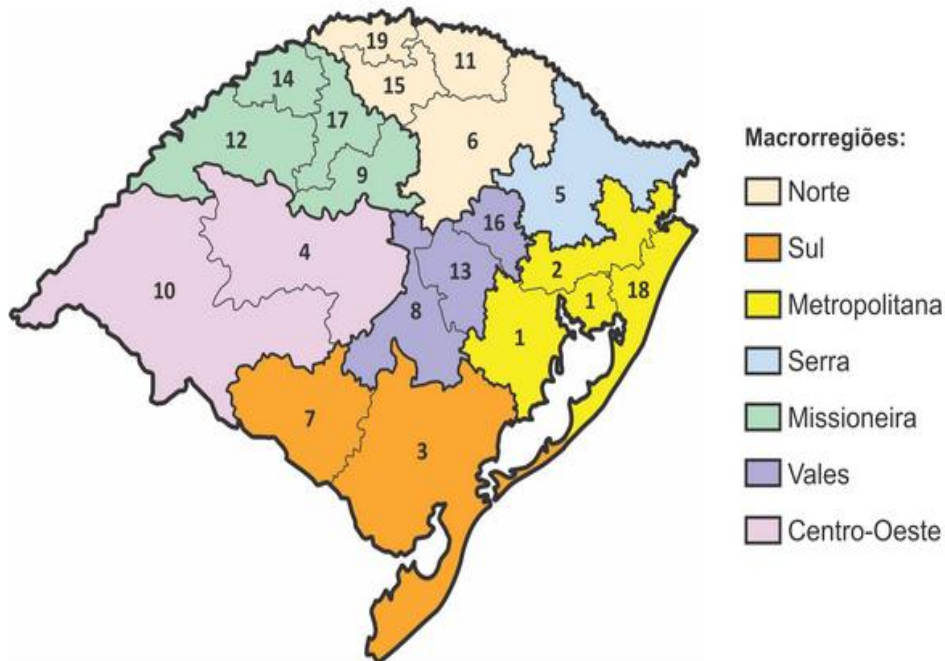 19
11
14
15
17
12
6
9
5
16
4
2
13
10
1
18
8
1
7
3
Macrorregiões:
Norte
Sul
Metropolitana
Serra
Missioneira
Vales
Centro-Oeste